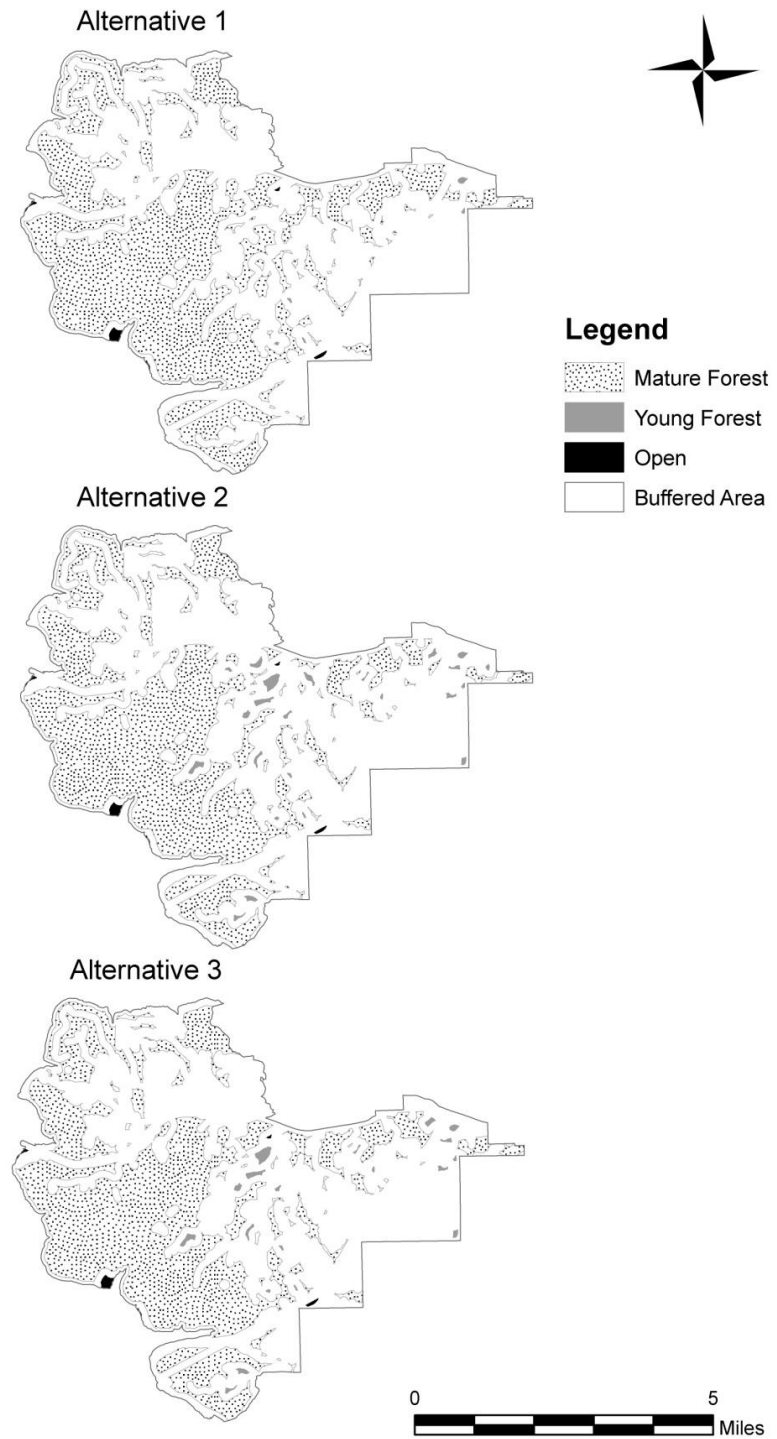 Alternative 1
Legend
Mature Forest
Young Forest
Open
Buffered Area
Alternative 2
Alternative 3
0 5
Miles